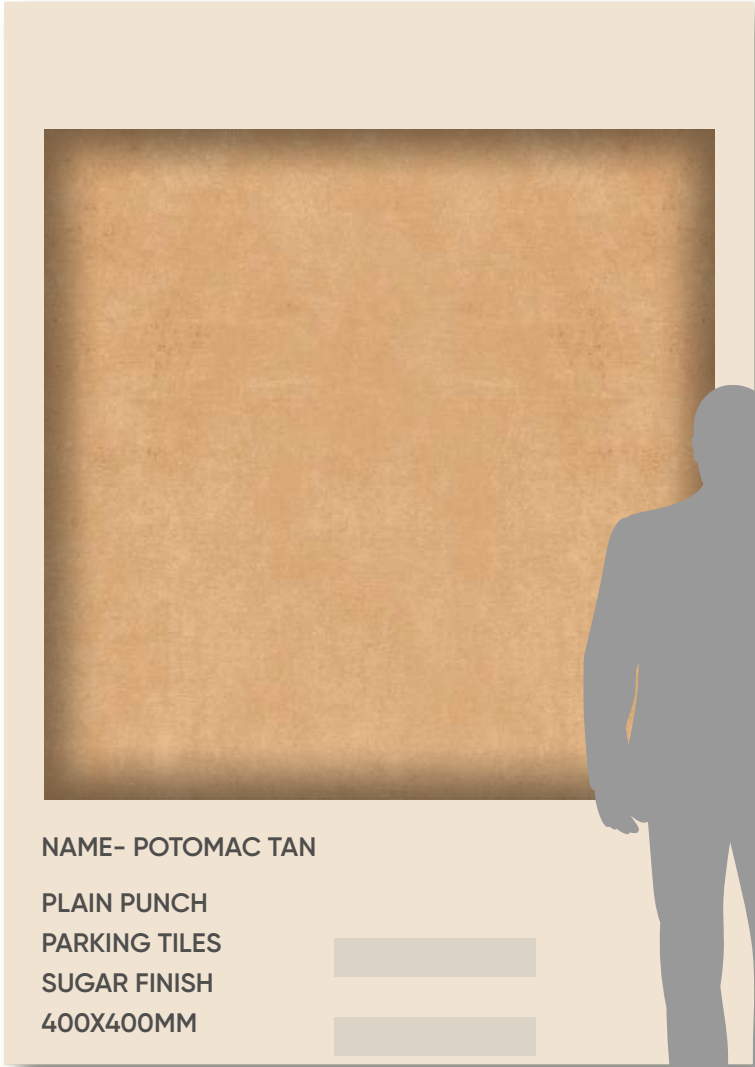 NAME- POTOMAC TAN
PLAIN PUNCH
PARKING TILES
SUGAR FINISH
400X400MM